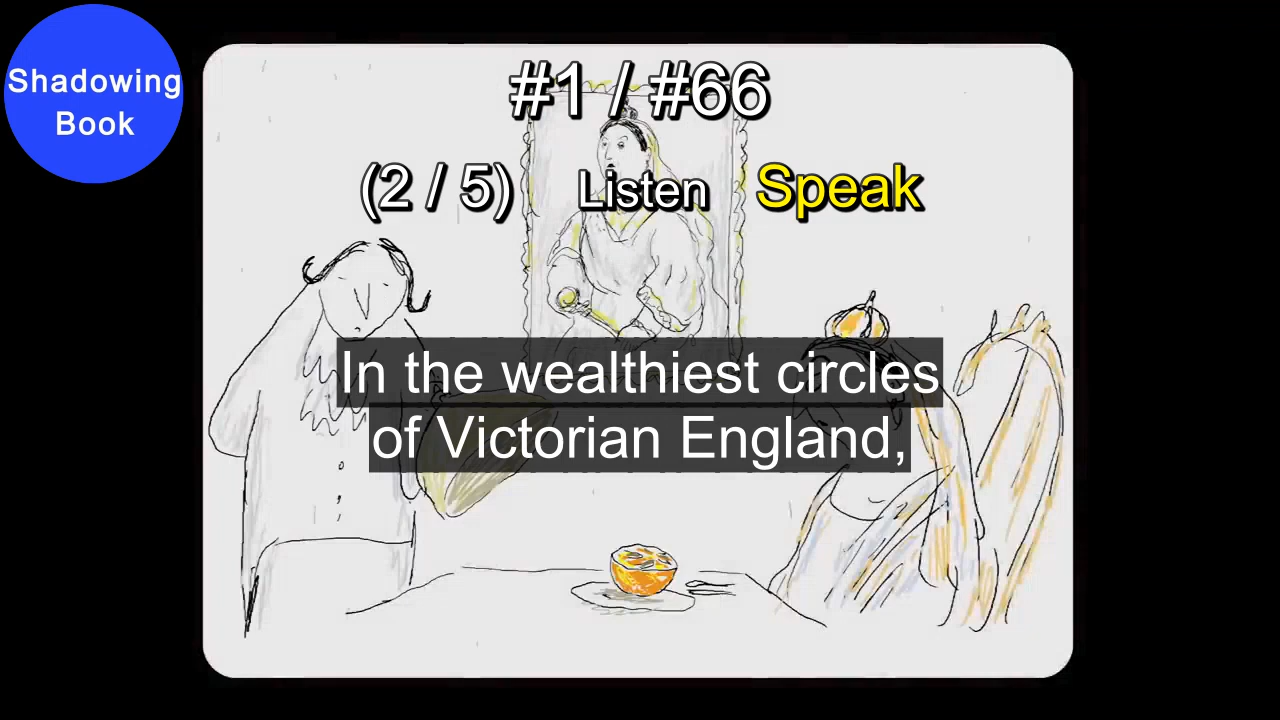 Shadowing
Book
#1 / #66
(2 / 5) Listen Speak
In the wealthiest circles
of Victorian England,